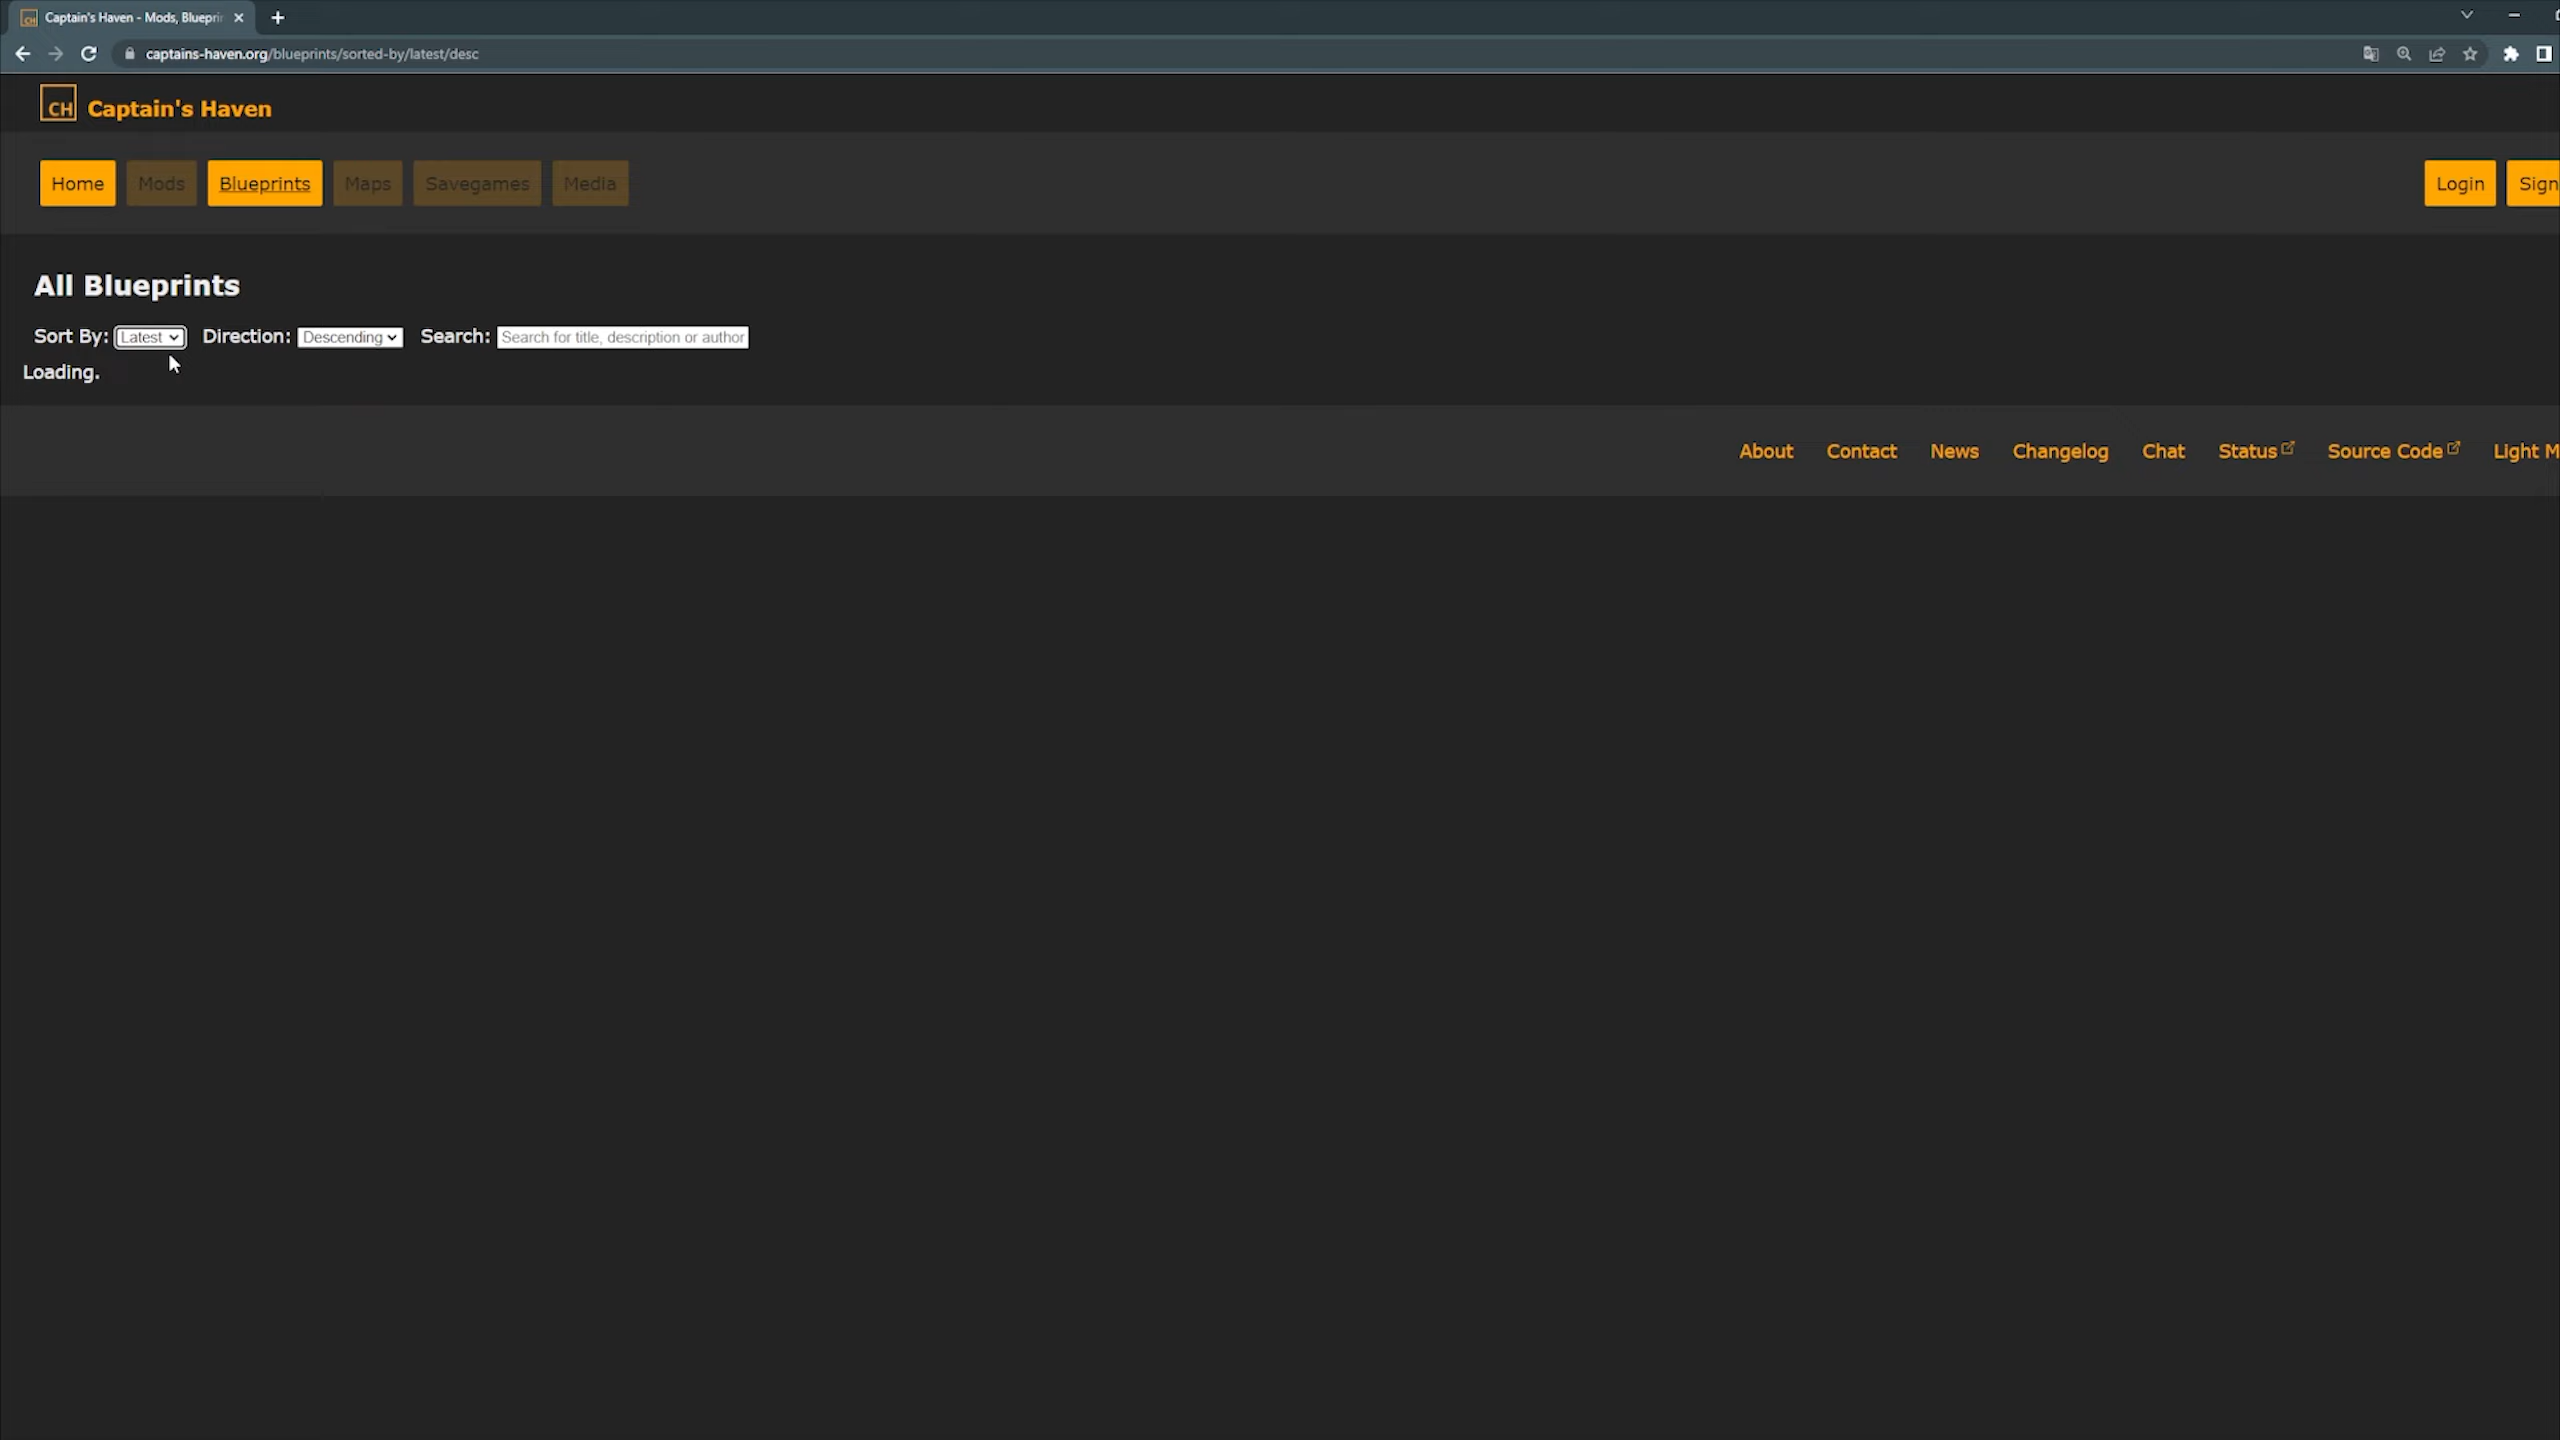 Captain's Haven - Mods, Bluepri
captains-haven.org/blueprints/sorted-by/latest/desc
CH Captain's Haven
Home Mods Blueprints Maps Savegames Media Login Sign
All Blueprints
Sort By: Latest Direction: Descending Search: Search for title, description or author
Loading.
About Contact News Changelog Chat Status Source Code Light M